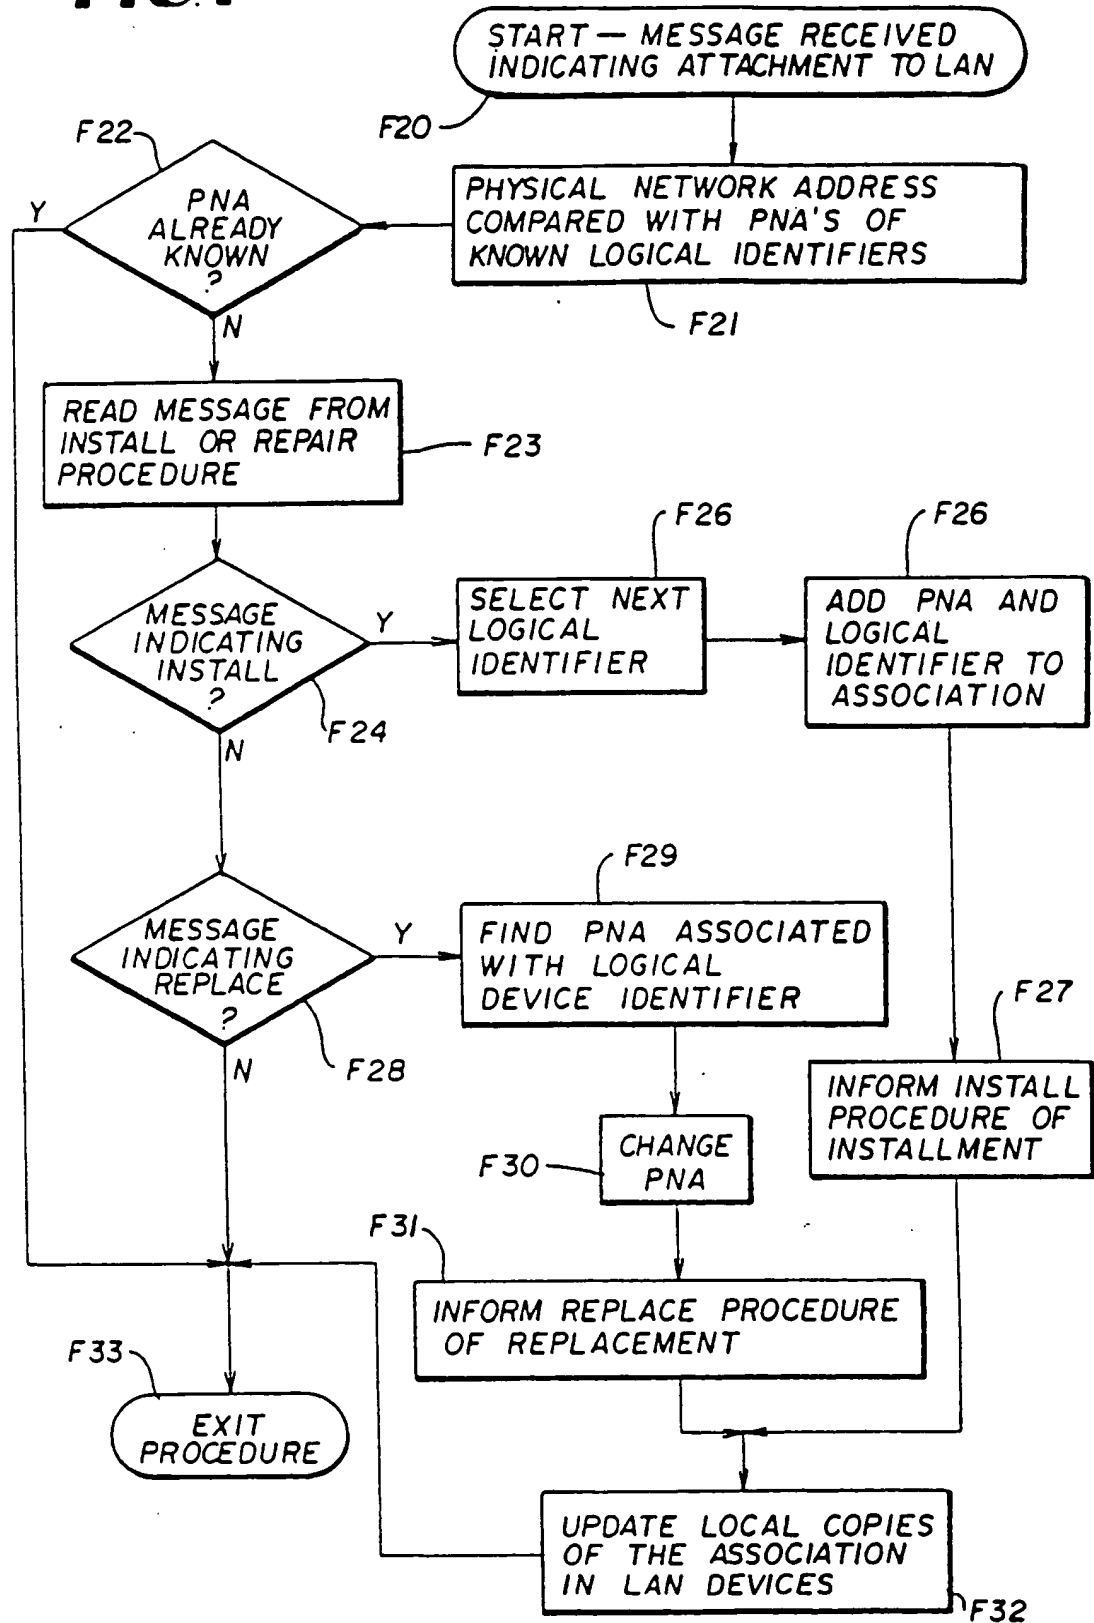 START — MESSAGE RECEIVED
INDICATING ATTACHMENT TO LAN
F20
F22
PNA
ALREADY
KNOWN
?
Y
N
PHYSICAL NETWORK ADDRESS
COMPARED WITH PNA'S OF
KNOWN LOGICAL IDENTIFIERS
F21
READ MESSAGE FROM
INSTALL OR REPAIR
PROCEDURE
F23
MESSAGE
INDICATING
INSTALL
?
Y
N
F24
F26
SELECT NEXT
LOGICAL
IDENTIFIER
F26
ADD PNA AND
LOGICAL
IDENTIFIER TO
ASSOCIATION
MESSAGE
INDICATING
REPLACE
?
Y
N
F28
F29
FIND PNA ASSOCIATED
WITH LOGICAL
DEVICE IDENTIFIER
F27
INFORM INSTALL
PROCEDURE OF
INSTALLMENT
F30
CHANGE
PNA
F31
INFORM REPLACE PROCEDURE
OF REPLACEMENT
F33
EXIT
PROCEDURE
UPDATE LOCAL COPIES
OF THE ASSOCIATION
IN LAN DEVICES
F32